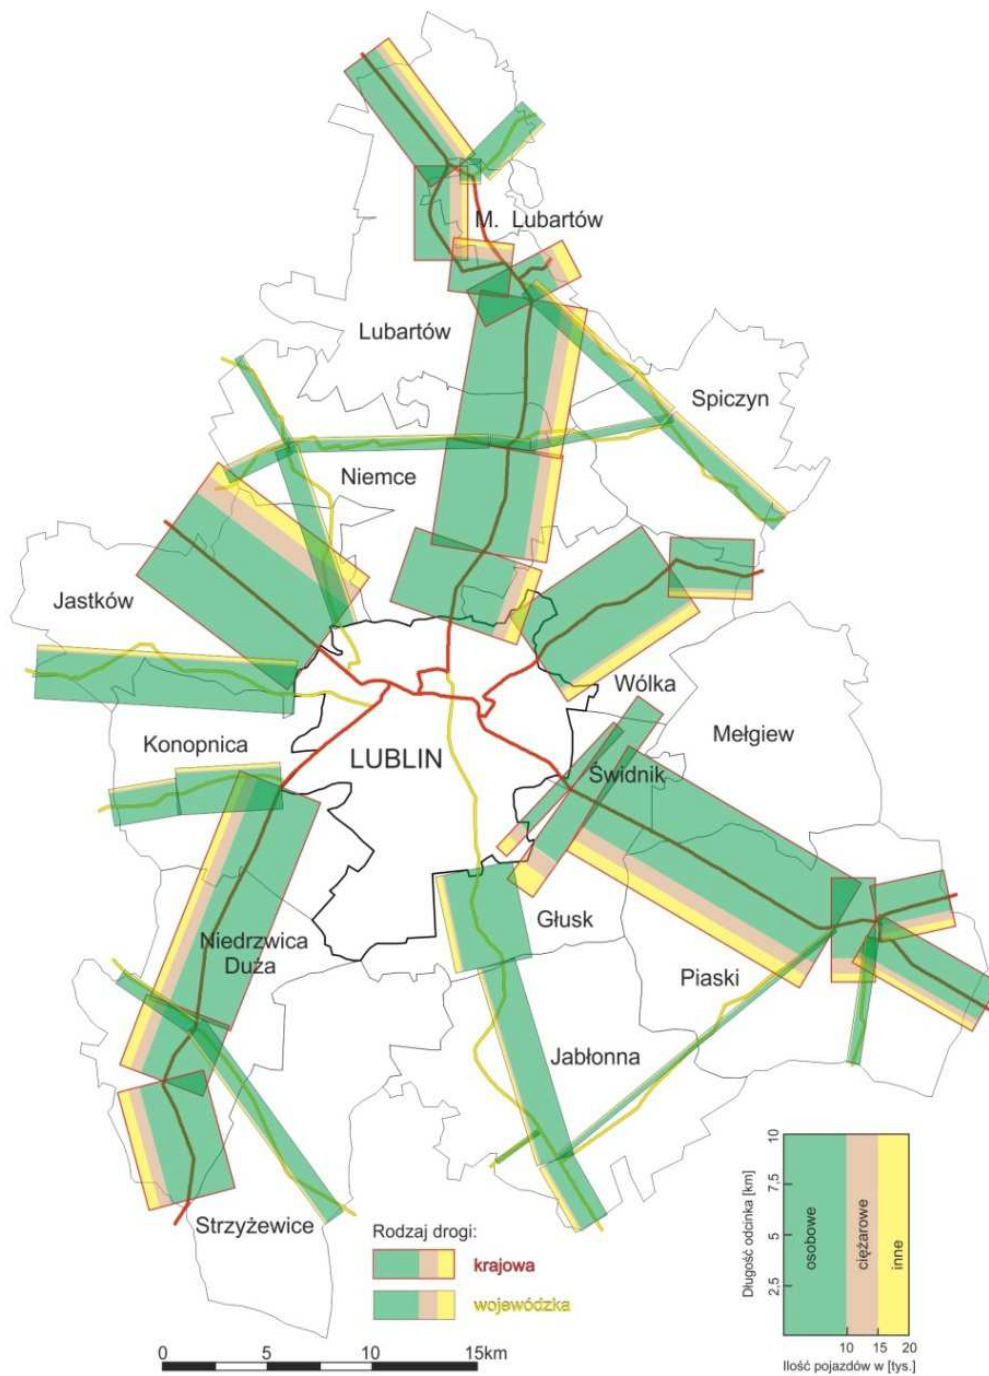 M. Lubartów
Lubartów
Spiczyn
Niemce
Jastków
Wólka
Mełgiew
Konopnica
LUBLIN
Świdnik
Głusk
Niedrzwica
Duża
Piaski
Jabłonna
Strzyżewice
Rodzaj drogi:
krajowa
wojewódzka
0 5 10 15km
Długość odcinka [km]
10
7,5
5
2,5
osobowe
ciężarowe
inne
10 15 20
Ilość pojazdów w [tys.]